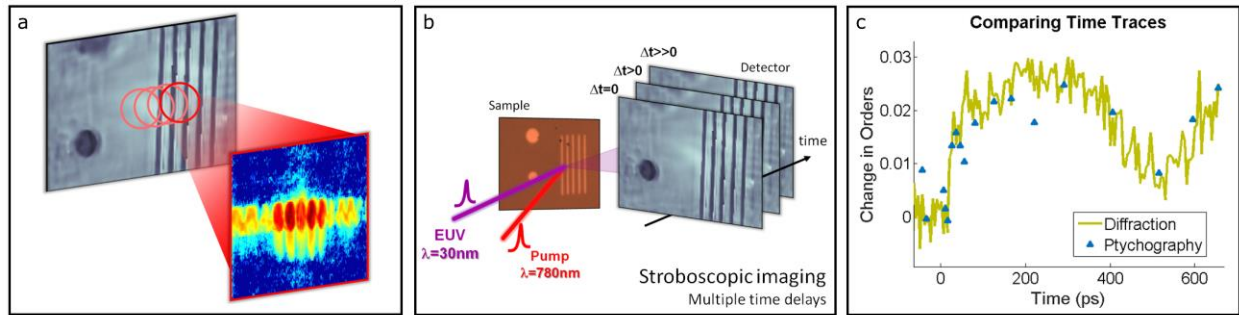 a
b
Δt>>0
Δt>0
Δt=0
Detector
Sample
time
EUV
λ=30nm
Pump
λ=780nm
Stroboscopic imaging
Multiple time delays
c
Comparing Time Traces
Change in Orders
0.03
0.02
0.01
0
Diffraction
Ptychography
0 200 400 600
Time (ps)